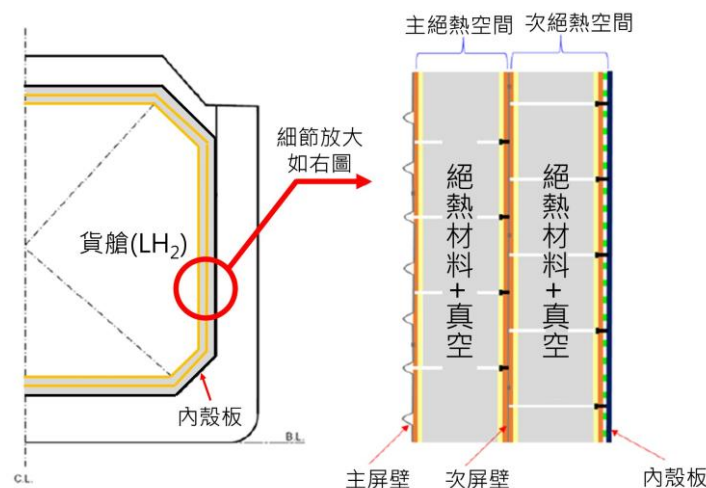 主絕熱空間
次絕熱空間
細節放大
如右圖
貨艙(LH₂)
內殼板
B.L.
C.L.
絕熱材料+真空
絕熱材料+真空
主屏壁
次屏壁
內殼板